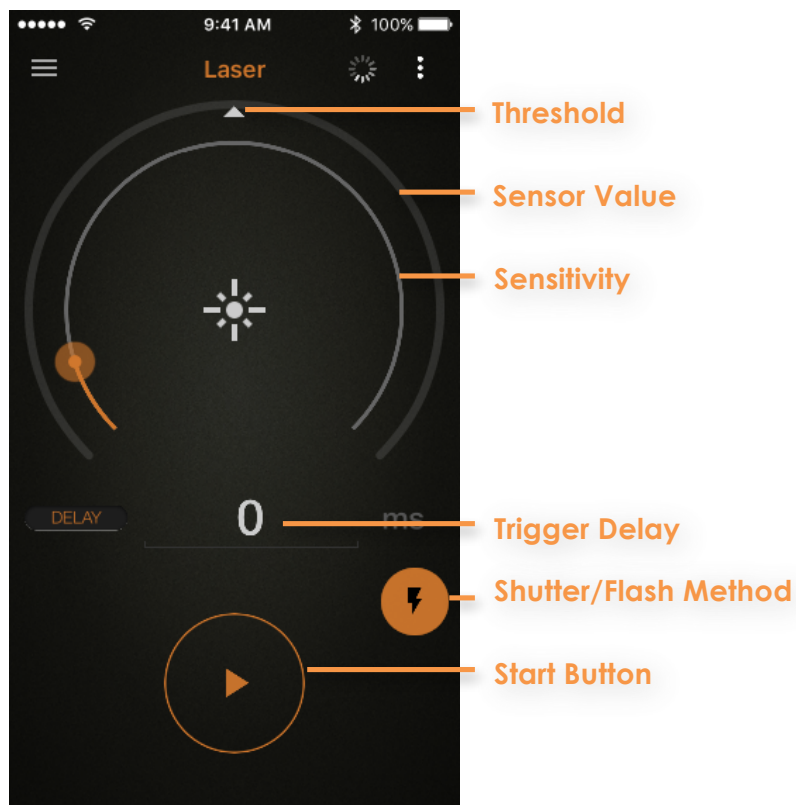 9:41 AM
100%
Laser
Threshold
Sensor Value
Sensitivity
DELAY
0
ms
Trigger Delay
Shutter/Flash Method
Start Button